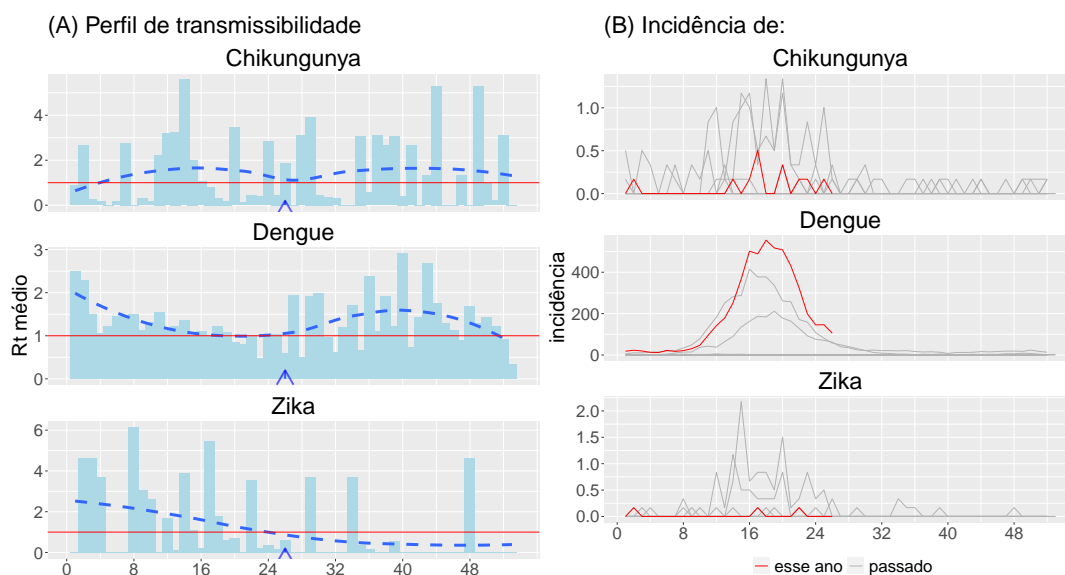 (A) Perfil de transmissibilidade
Chikungunya
4
2
0
Dengue
3
2
1
0
Zika
6
4
2
0
Rt médio
0 8 16 24 32 40 48
(B) Incidência de:
Chikungunya
1.0
0.5
0.0
Dengue
400
200
0
Zika
2.0
1.5
1.0
0.5
0.0
incidência
0 8 16 24 32 40 48
esse ano passado